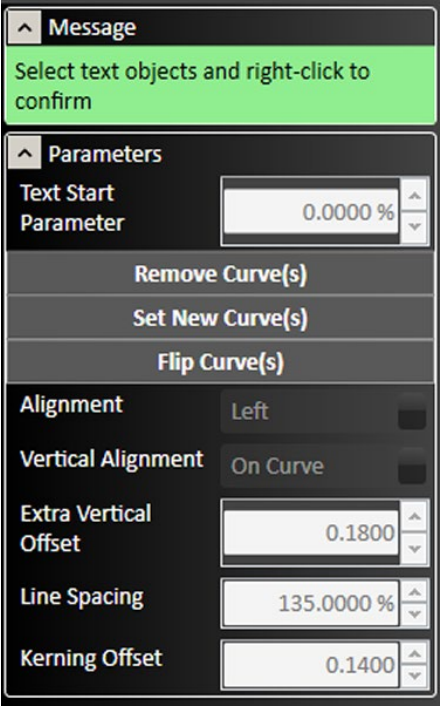 Message
Select text objects and right-click to
confirm
Parameters
Text Start
Parameter
0.0000 %
Remove Curve(s)
Set New Curve(s)
Flip Curve(s)
Alignment
Left
Vertical Alignment
On Curve
Extra Vertical
Offset
0.1800
Line Spacing
135.0000 %
Kerning Offset
0.1400